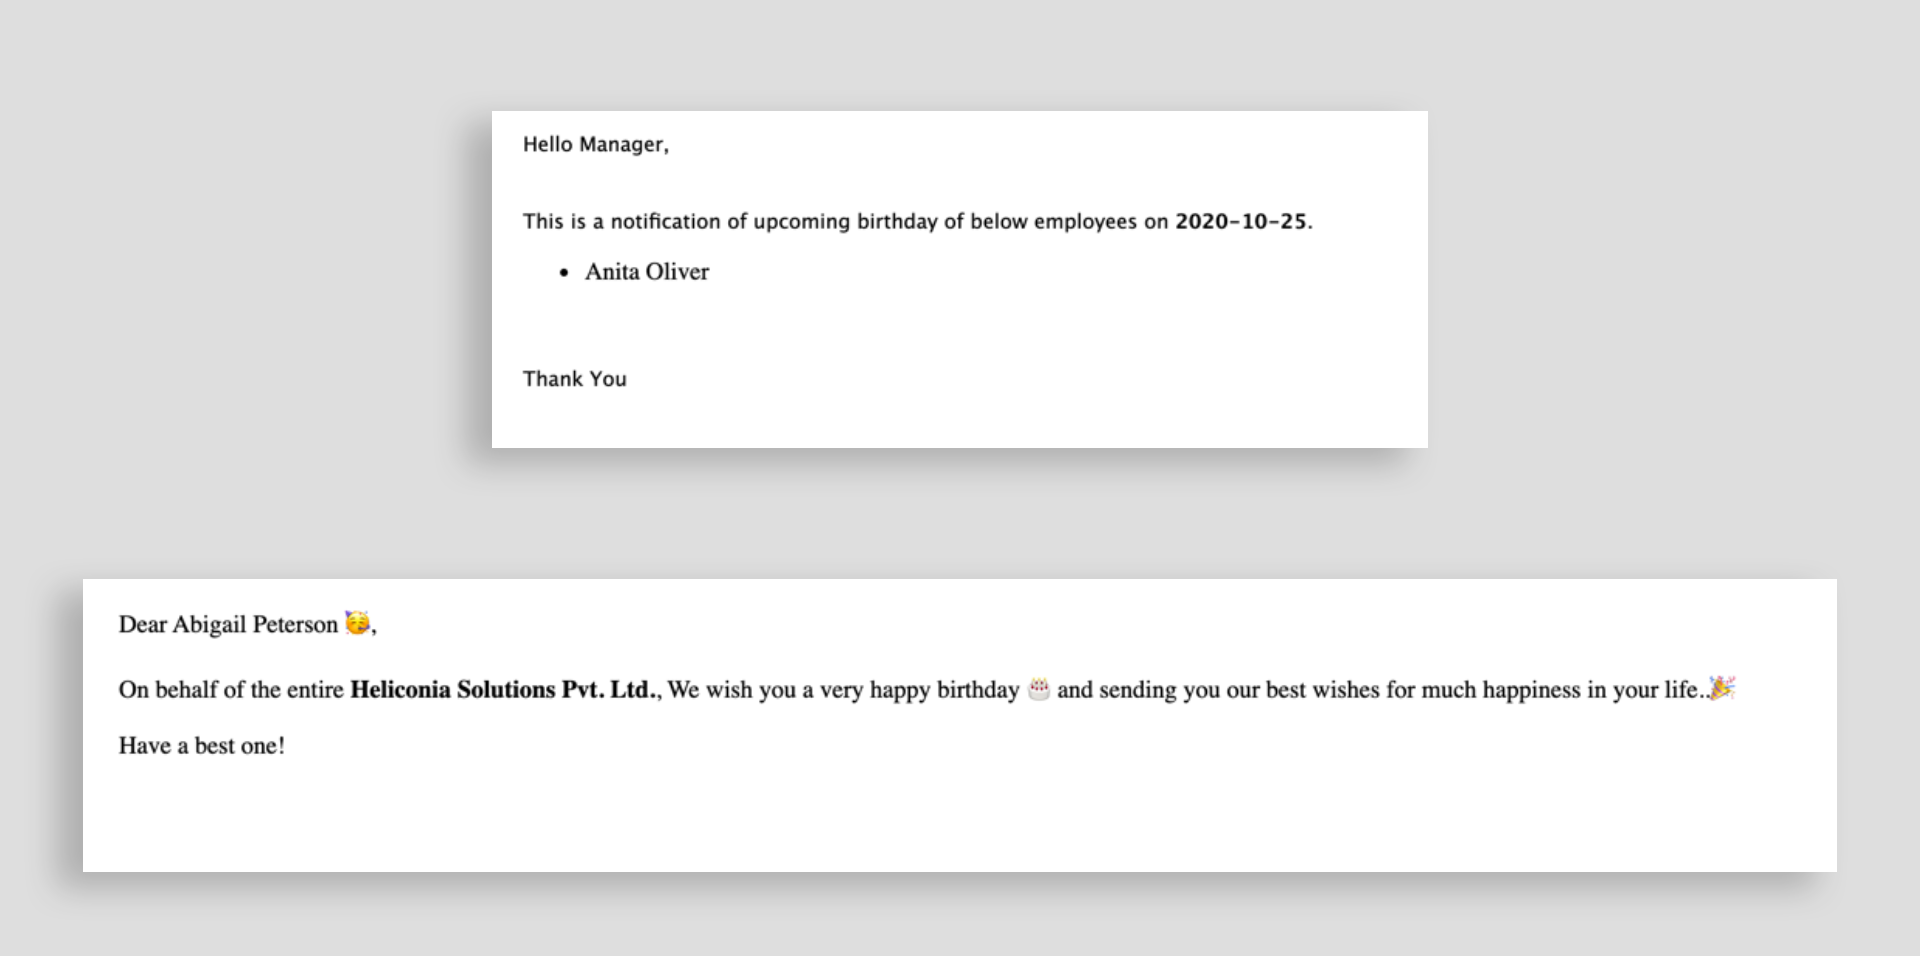 Hello Manager,
This is a notification of upcoming birthday of below employees on 2020-10-25.
• Anita Oliver
Thank You
Dear Abigail Peterson 🥳,
On behalf of the entire Heliconia Solutions Pvt. Ltd., We wish you a very happy birthday 🎂 and sending you our best wishes for much happiness in your life..🎉
Have a best one!